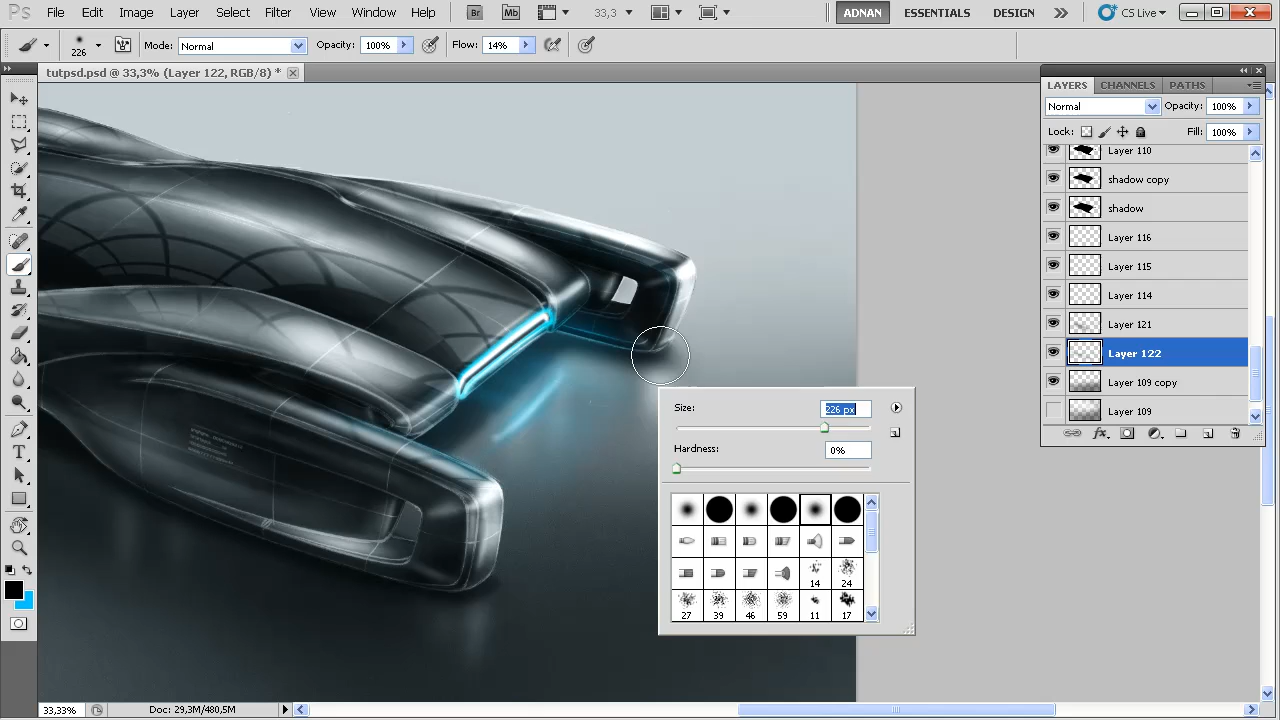 PS Br Mb 33,3 ADNAN ESSENTIALS DESIGN CS Live
File Edit Image Layer Select Filter View Window Help
226 Mode: Normal Opacity: 100% Flow: 14%
tutpsd.psd @ 33,3% (Layer 122, RGB/8) *
LAYERS CHANNELS PATHS
Normal Opacity: 100%
Lock: Fill: 100%
Layer 110
shadow copy
shadow
Layer 116
Layer 115
Layer 114
Layer 121
Layer 122
Layer 109 copy
Layer 109
Size: 226 px
Hardness: 0%
14 24
27 39 46 59 11 17
33,33% Doc: 29,3M/480,5M